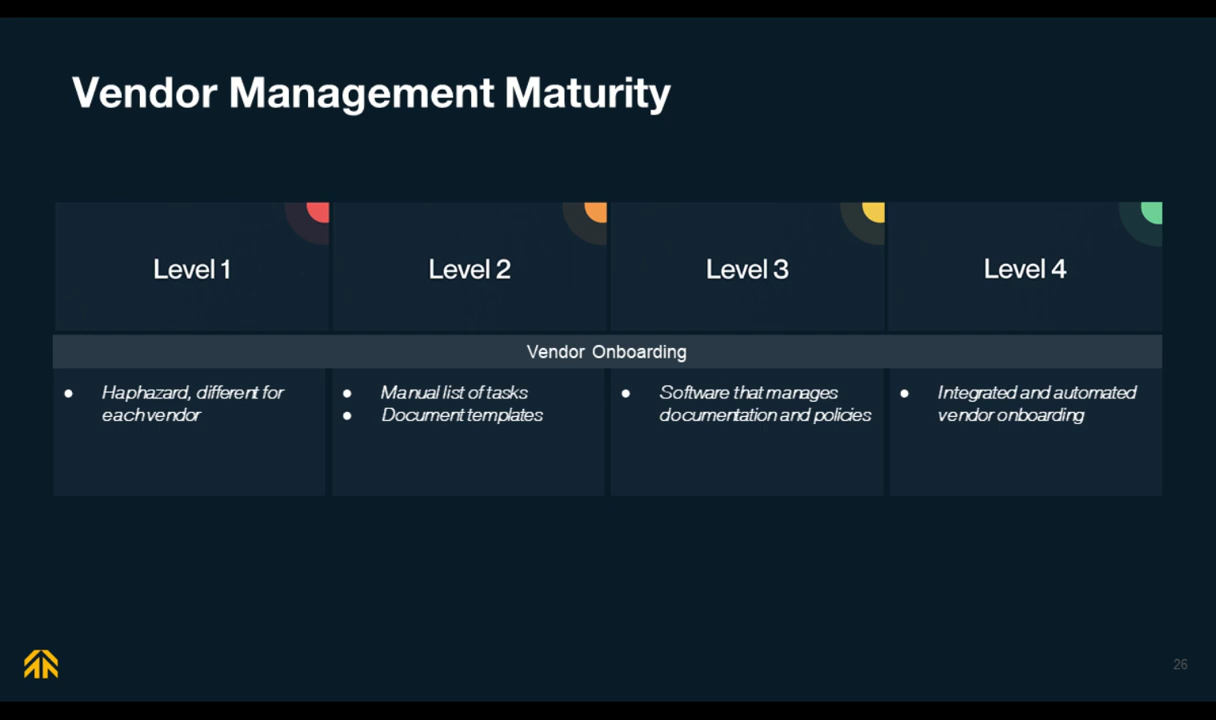 Vendor Management Maturity
Level 1
Level 2
Level 3
Level 4
Vendor Onboarding
● Haphazard, different for
each vendor
● Manual list of tasks
● Document templates
● Software that manages
documentation and policies
● Integrated and automated
vendor onboarding
26